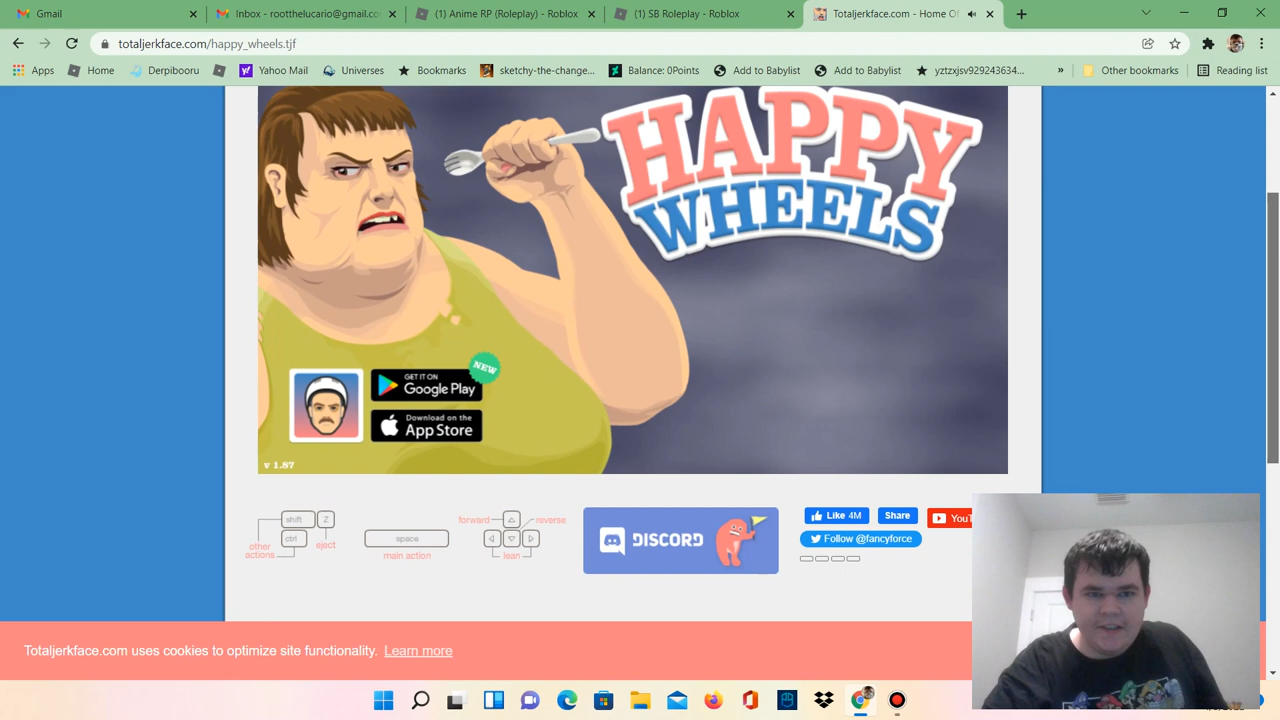 Gmail
Inbox - rootthelucario@gmail.co
(1) Anime RP (Roleplay) - Roblox
(1) SB Roleplay - Roblox
Totaljerkface.com - Home Of
totaljerkface.com/happy_wheels.tjf
Apps
Home
Derpibooru
Yahoo Mail
Universes
Bookmarks
sketchy-the-change...
Balance: 0Points
Add to Babylist
Add to Babylist
yztzxjsv929243634...
»
Other bookmarks
Reading list
HAPPY
WHEELS
NEW
GET IT ON
Google Play
Download on the
App Store
v 1.87
shift
Z
ctrl
other
actions
eject
space
main action
forward
reverse
lean
DISCORD
Like 4M
Share
YouT
Follow @fancyforce
Totaljerkface.com uses cookies to optimize site functionality. Learn more